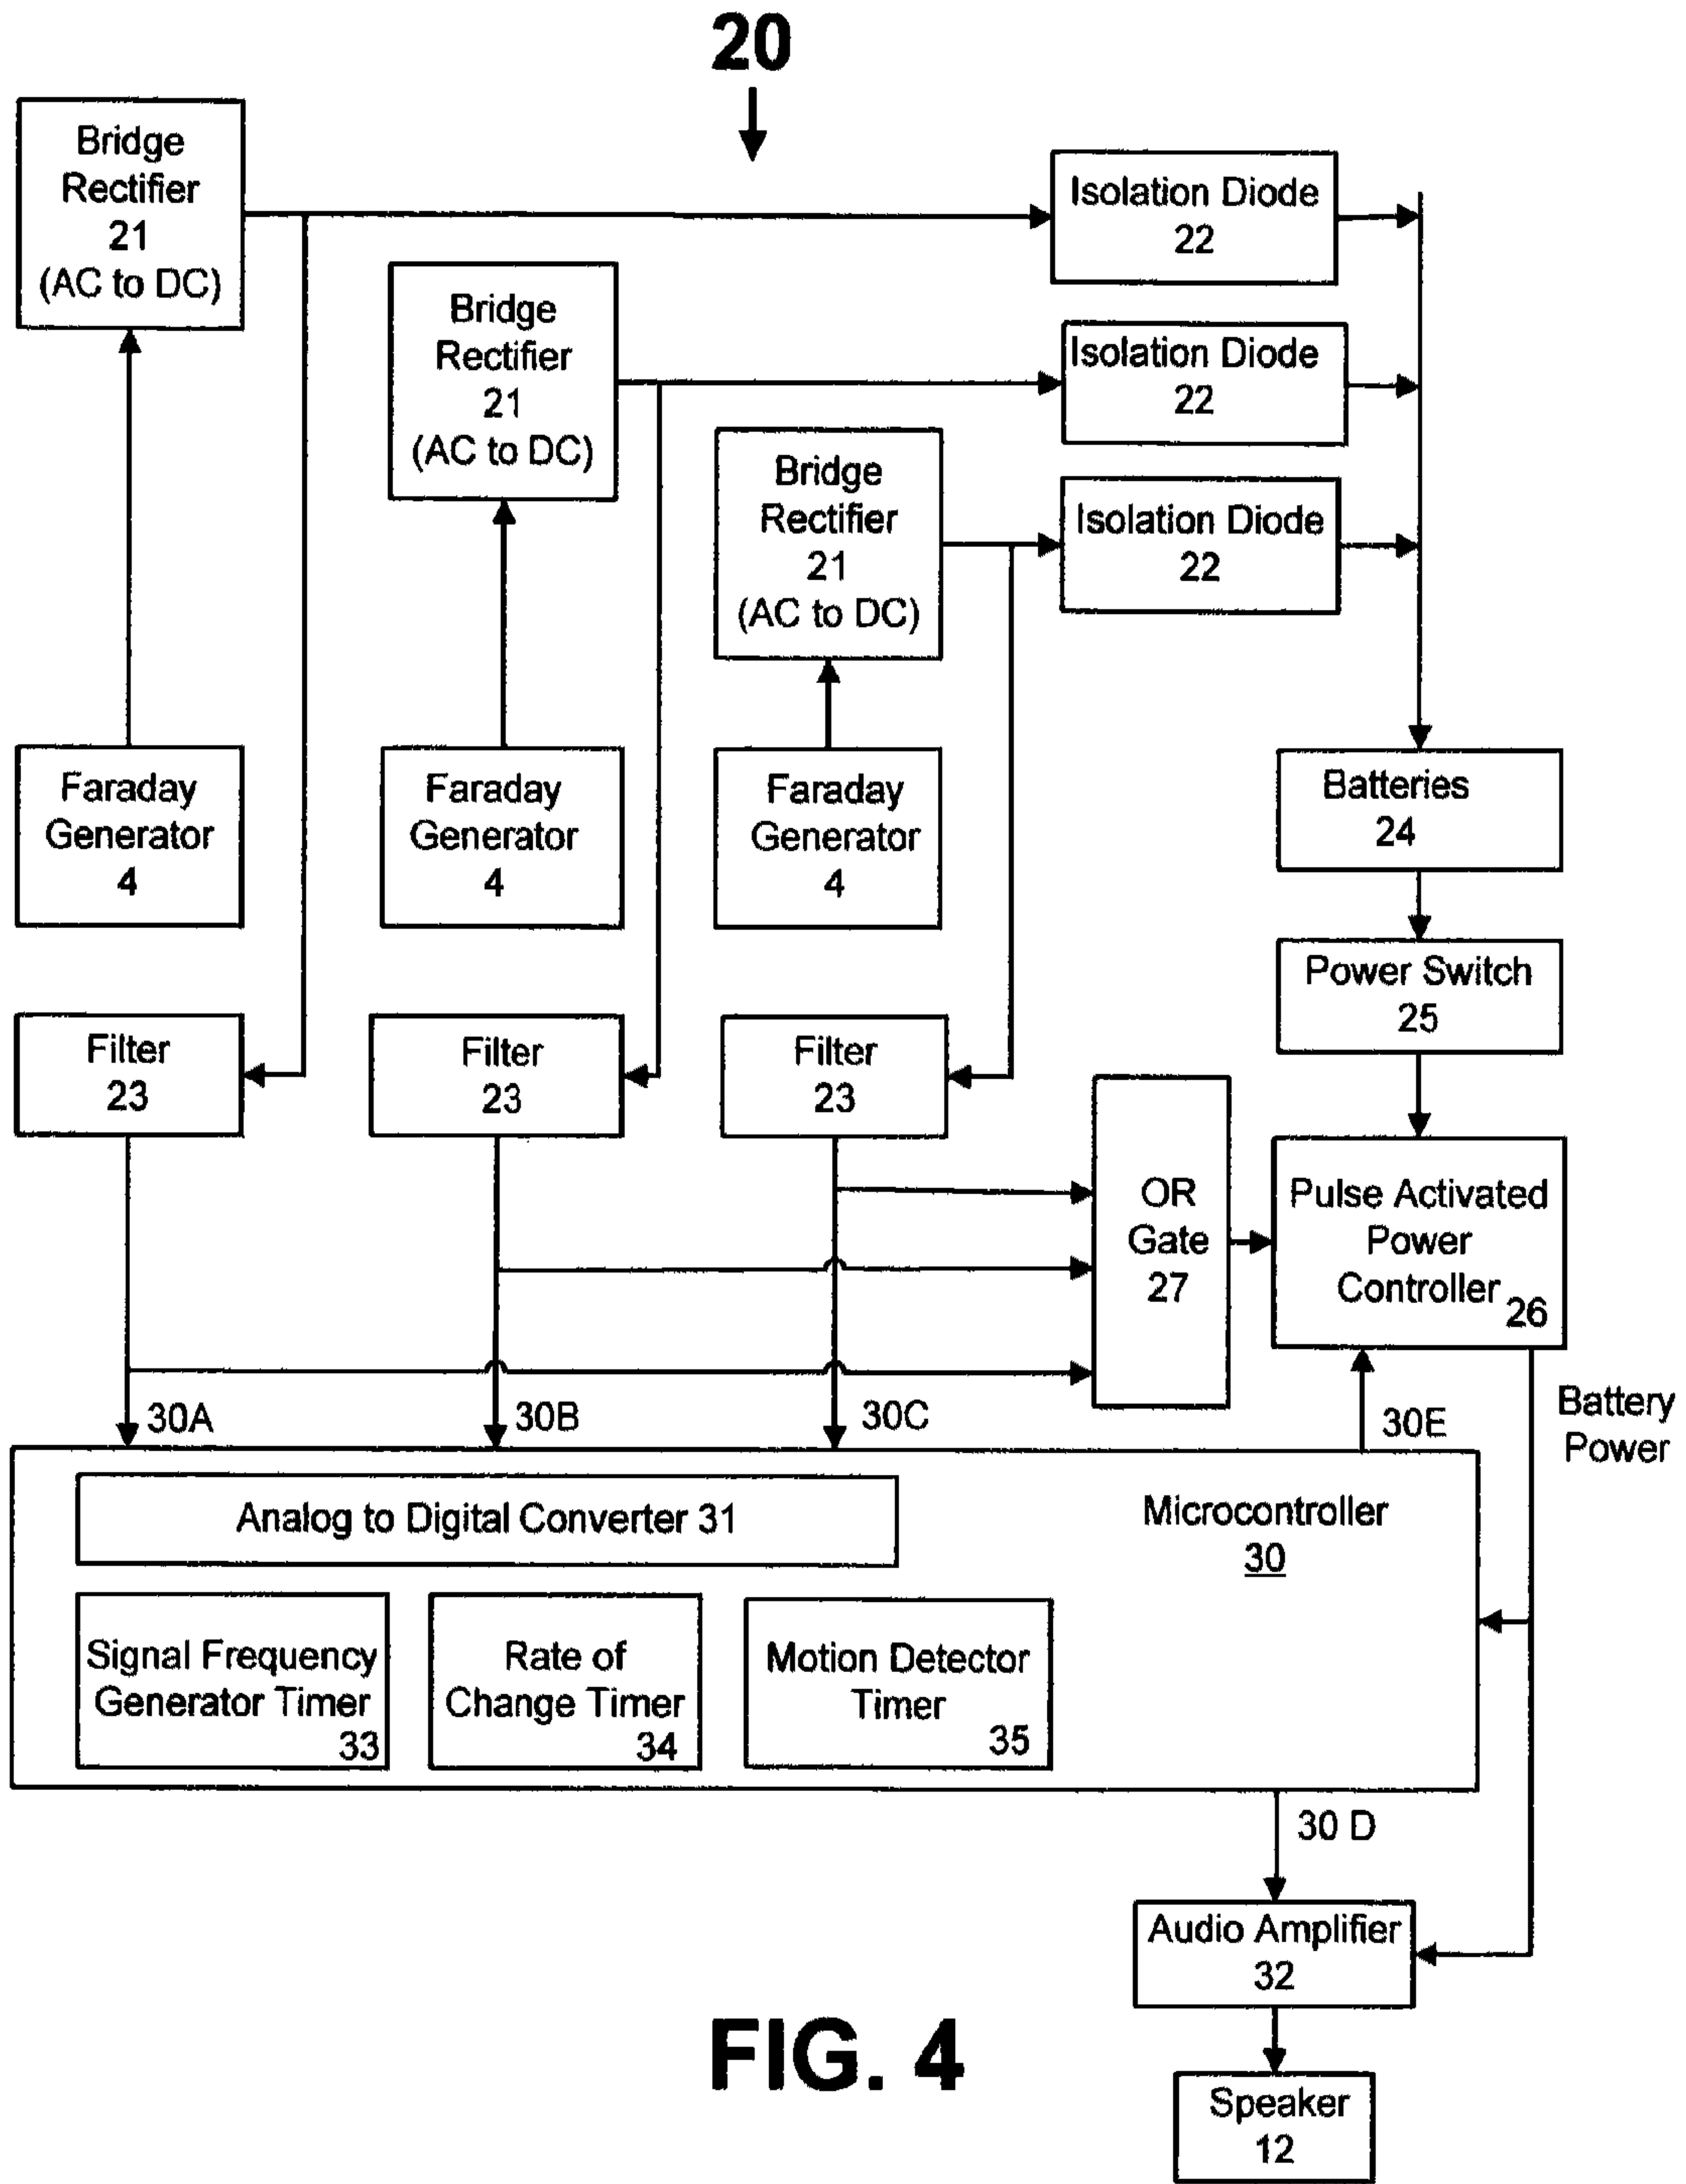 20
Bridge
Rectifier
21
(AC to DC)
Isolation Diode
22
Bridge
Rectifier
21
(AC to DC)
Isolation Diode
22
Bridge
Rectifier
21
(AC to DC)
Isolation Diode
22
Faraday
Generator
4
Faraday
Generator
4
Faraday
Generator
4
Batteries
24
Power Switch
25
Filter
23
Filter
23
Filter
23
OR
Gate
27
Pulse Activated
Power
Controller
26
30A
30B
30C
30E
Battery
Power
Analog to Digital Converter 31
Microcontroller
30
Signal Frequency
Generator Timer
33
Rate of
Change Timer
34
Motion Detector
Timer
35
30 D
Audio Amplifier
32
Speaker
12
FIG. 4